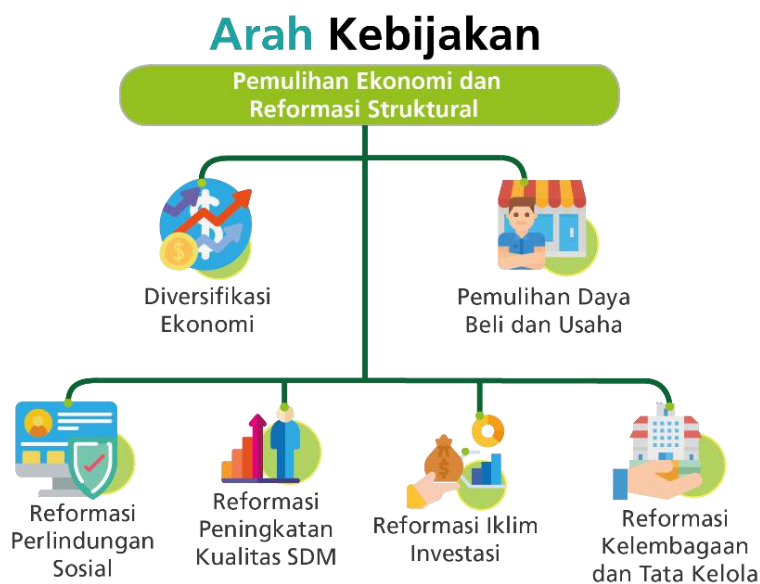 Arah Kebijakan
Pemulihan Ekonomi dan
Reformasi Struktural
Diversifikasi
Ekonomi
Pemulihan Daya
Beli dan Usaha
Reformasi
Perlindungan
Sosial
Reformasi
Peningkatan
Kualitas SDM
Reformasi Iklim
Investasi
Reformasi
Kelembagaan
dan Tata Kelola